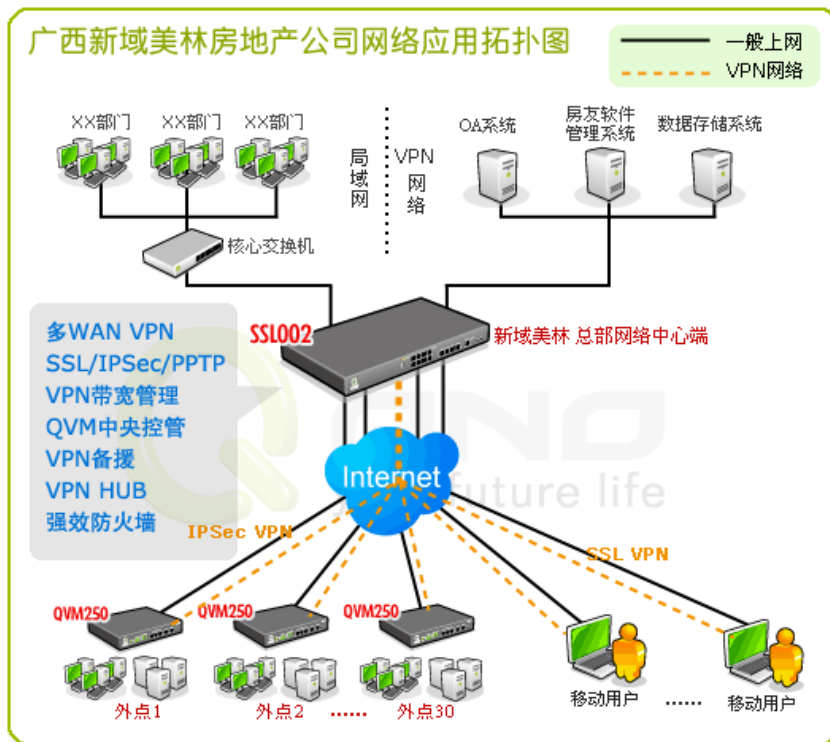 广西新域美林房地产公司网络应用拓扑图
一般上网
VPN网络
XX部门
XX部门
XX部门
局域网
VPN网络
OA系统
房友软件
管理系统
数据存储系统
核心交换机
SSL002
新域美林 总部网络中心端
多WAN VPN
SSL/IPSec/PPTP
VPN带宽管理
QVM中央控管
VPN备援
VPN HUB
强效防火墙
Internet
future life
IPSec VPN
SSL VPN
QVM250
QVM250
QVM250
外点1
外点2
......
外点30
移动用户
......
移动用户